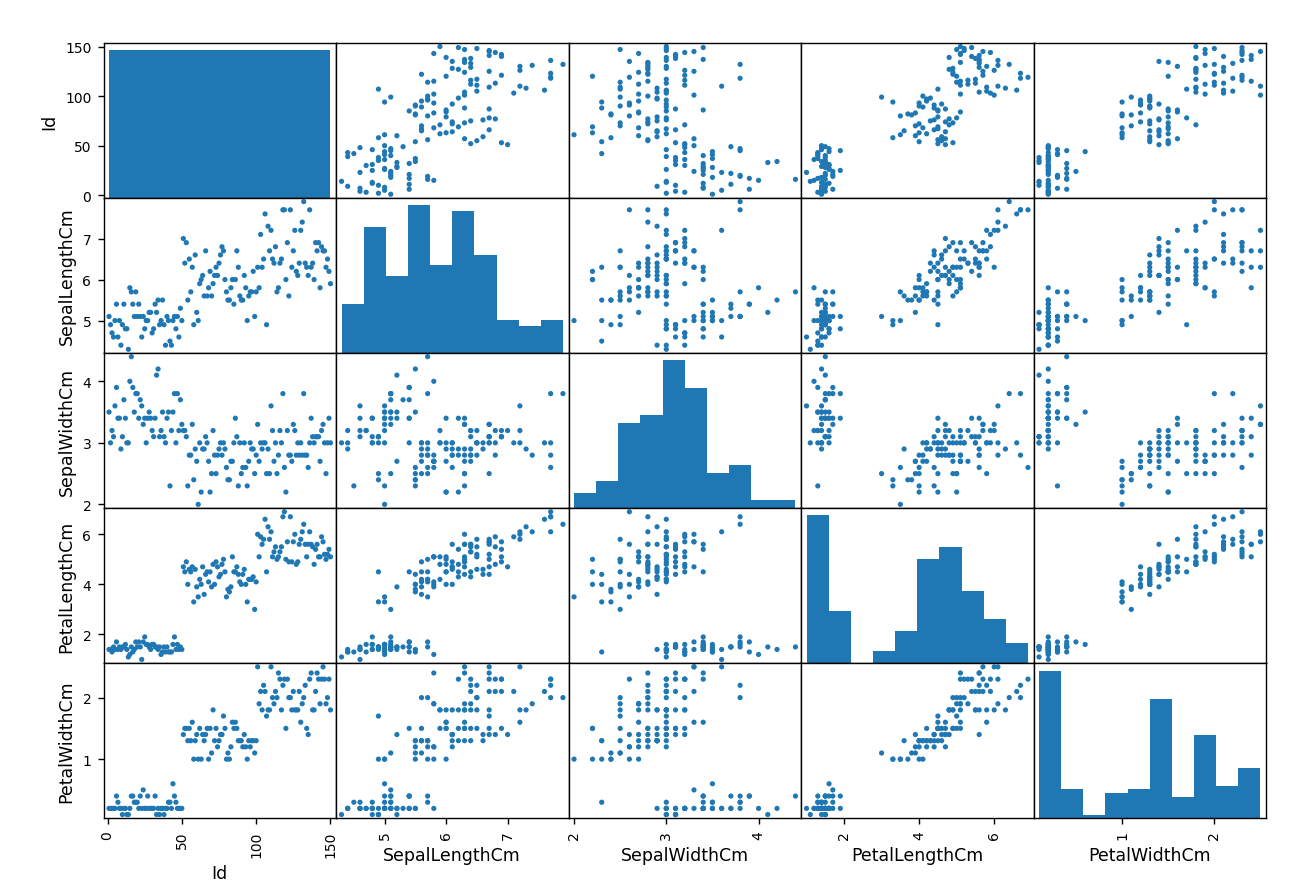 150
100
50
0
Id
7
6
5
SepalLengthCm
4
3
2
SepalWidthCm
6
4
2
PetalLengthCm
2
1
PetalWidthCm
0 50 100 150 5 6 7 2 3 4 2 4 6 1 2
Id SepalLengthCm SepalWidthCm PetalLengthCm PetalWidthCm